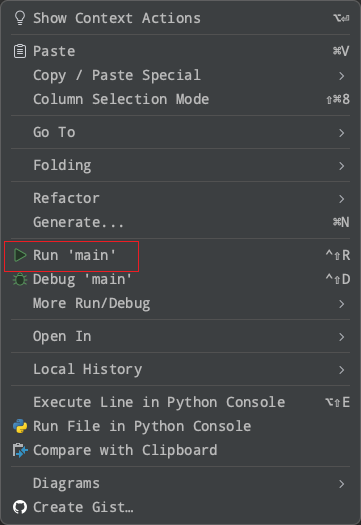 Show Context Actions ⌥⏎
Paste ⌘V
Copy / Paste Special >
Column Selection Mode ⇧⌘8
Go To >
Folding >
Refactor >
Generate... ⌘N
Run 'main' ^⇧R
Debug 'main' ^⇧D
More Run/Debug >
Open In >
Local History >
Execute Line in Python Console ⌥⇧E
Run File in Python Console
Compare with Clipboard
Diagrams >
Create Gist…